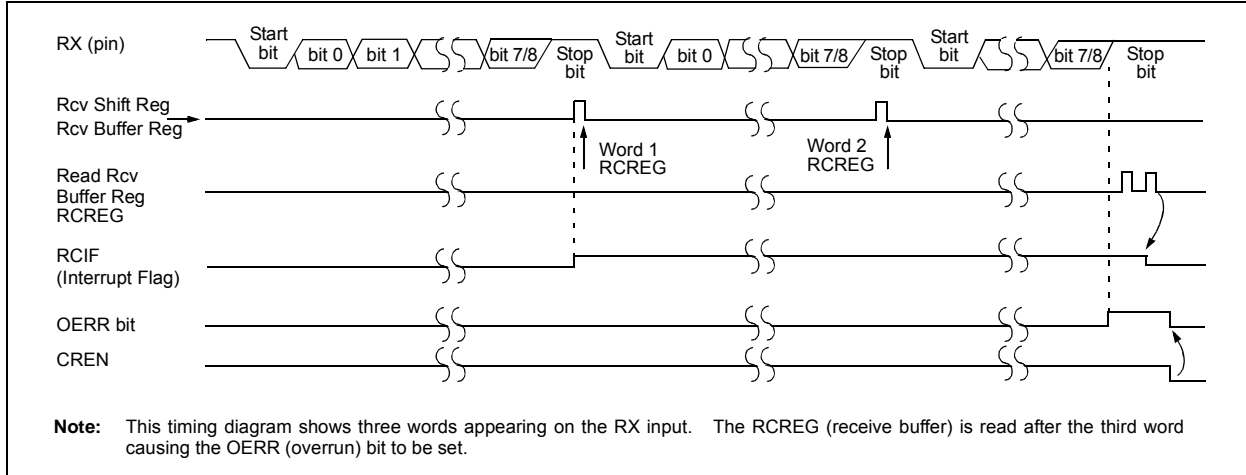 RX (pin)
Start
bit
bit 0
bit 1
bit 7/8
Stop
bit
Start
bit
bit 0
bit 7/8
Stop
bit
Start
bit
bit 7/8
Stop
bit
Rcv Shift Reg
Rcv Buffer Reg
Word 1
RCREG
Word 2
RCREG
Read Rcv
Buffer Reg
RCREG
RCIF
(Interrupt Flag)
OERR bit
CREN
Note: This timing diagram shows three words appearing on the RX input. The RCREG (receive buffer) is read after the third word
causing the OERR (overrun) bit to be set.